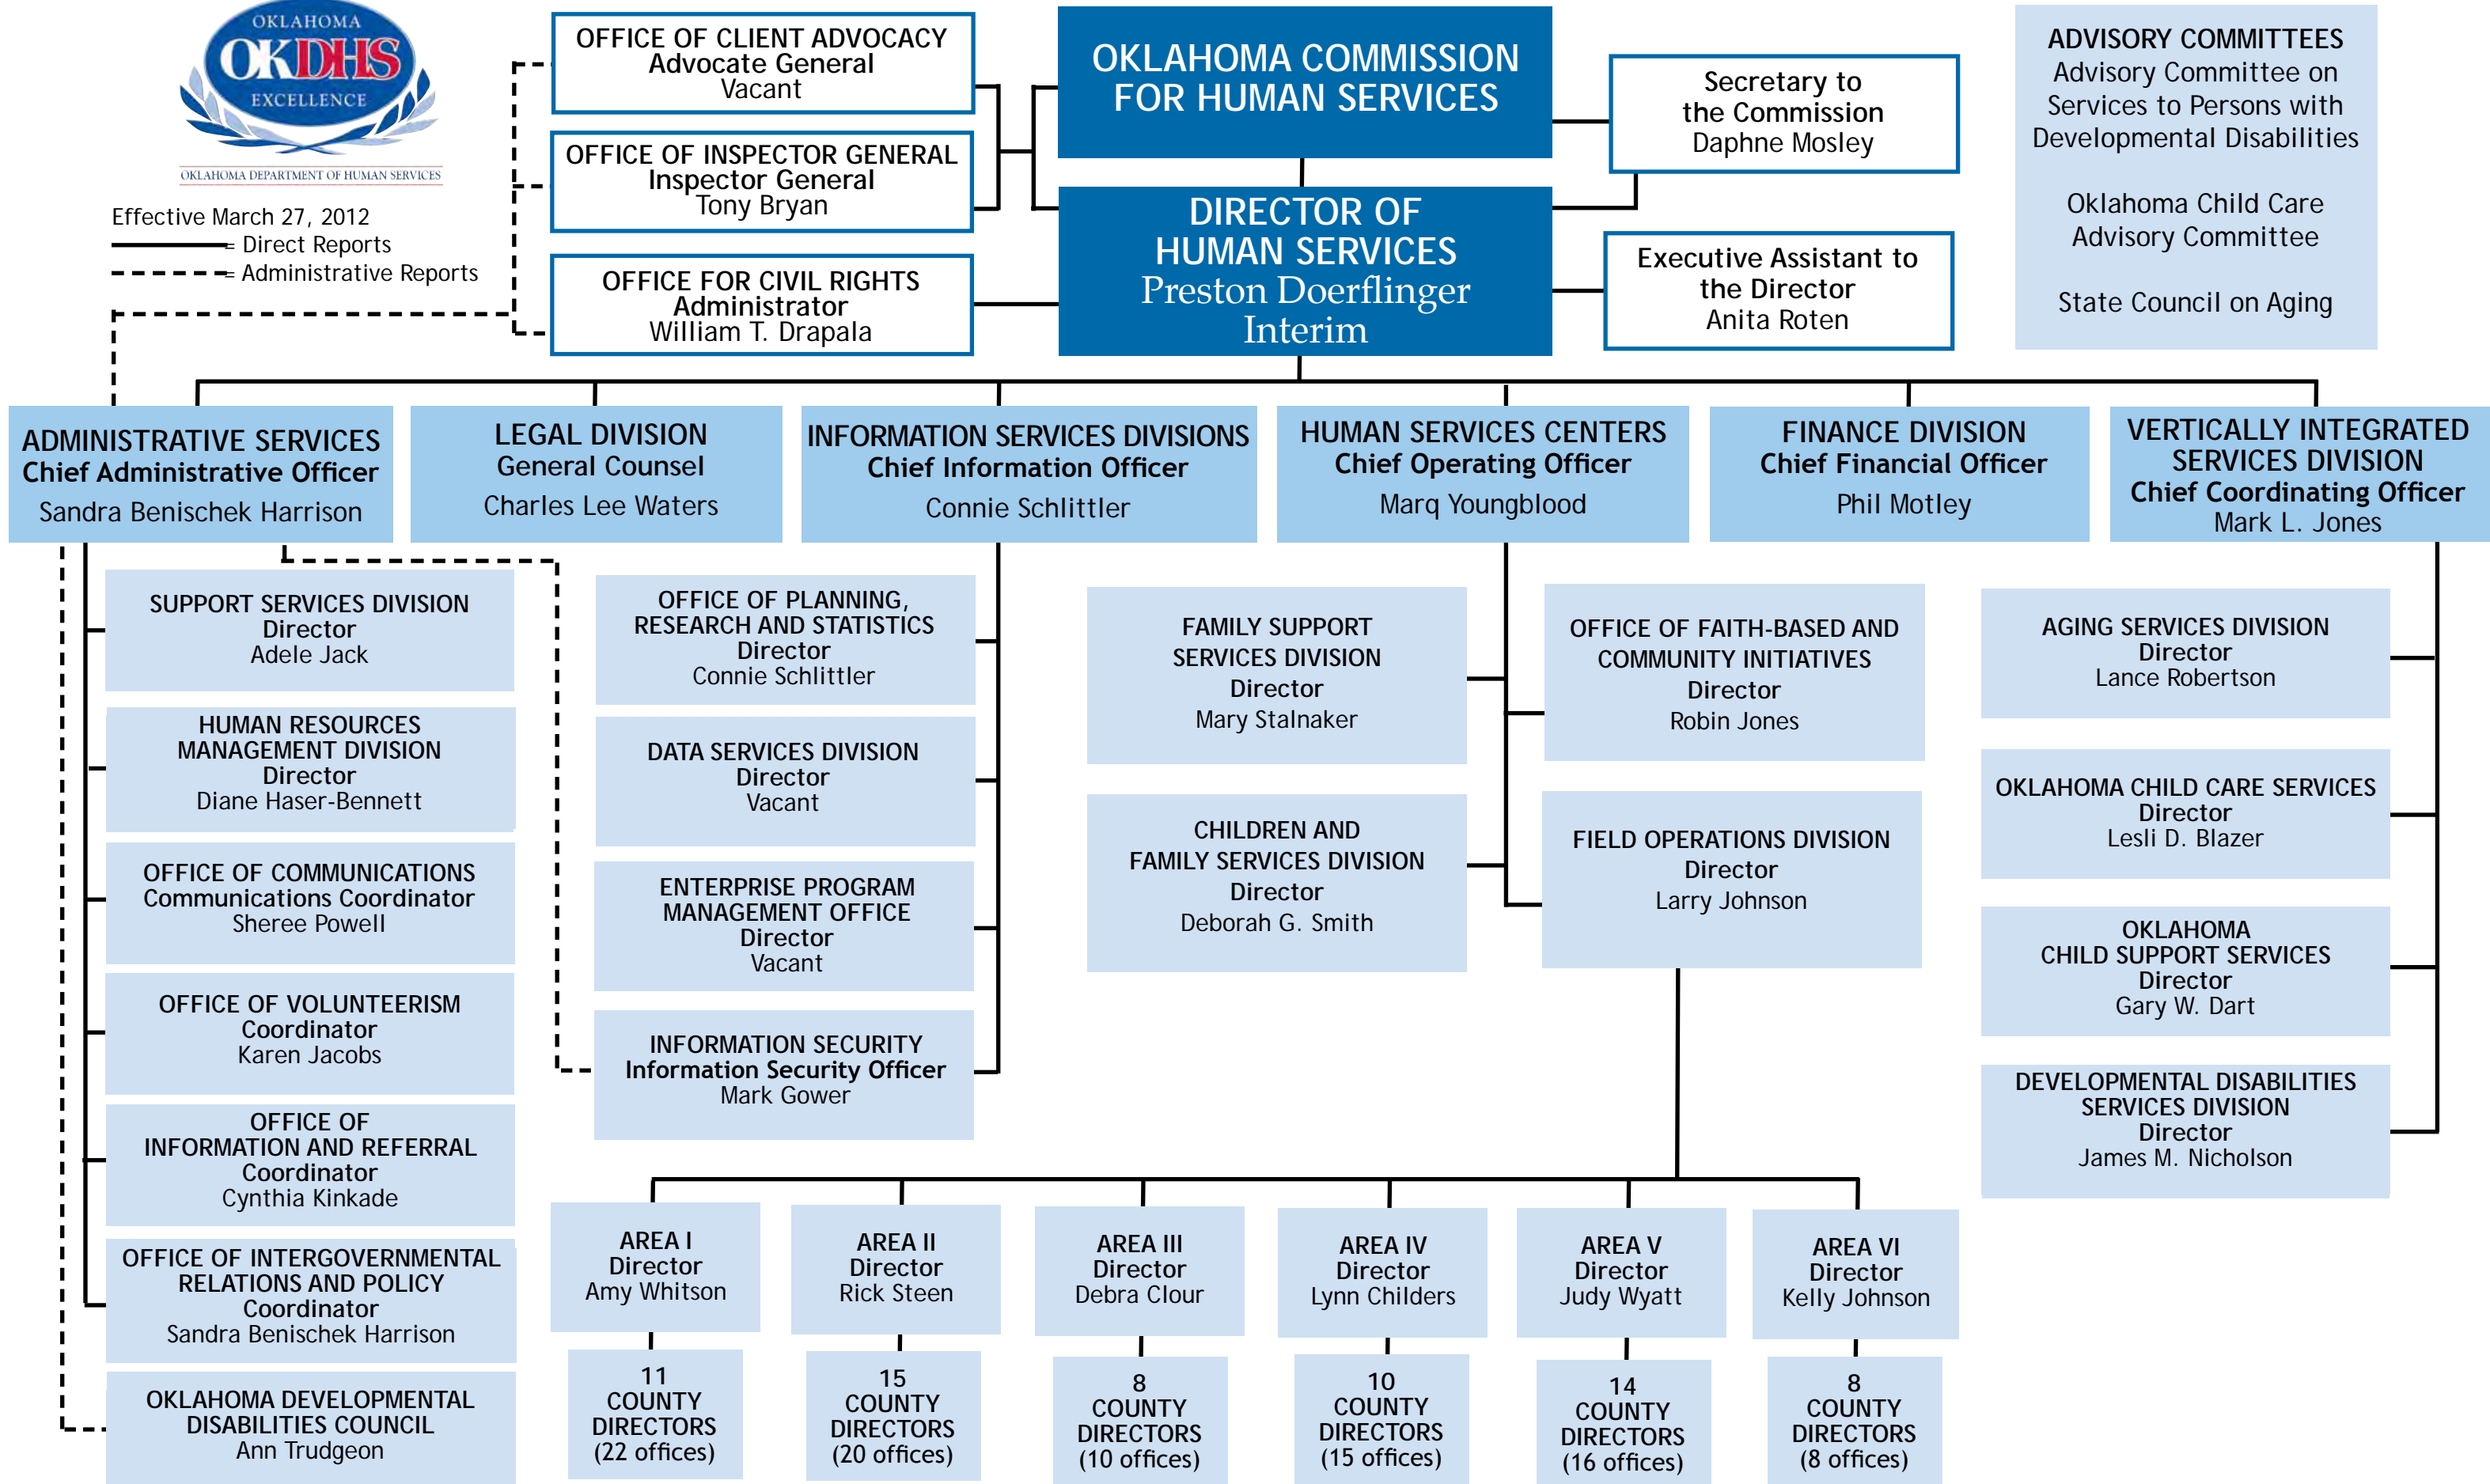 OKLAHOMA
OKDHS
EXCELLENCE
OKLAHOMA DEPARTMENT OF HUMAN SERVICES
Effective March 27, 2012
= Direct Reports
= Administrative Reports
OFFICE OF CLIENT ADVOCACY
Advocate General
Vacant
OFFICE OF INSPECTOR GENERAL
Inspector General
Tony Bryan
OFFICE FOR CIVIL RIGHTS
Administrator
William T. Drapala
OKLAHOMA COMMISSION
FOR HUMAN SERVICES
DIRECTOR OF
HUMAN SERVICES
Preston Doerflinger
Interim
Secretary to
the Commission
Daphne Mosley
Executive Assistant to
the Director
Anita Roten
ADVISORY COMMITTEES
Advisory Committee on
Services to Persons with
Developmental Disabilities
Oklahoma Child Care
Advisory Committee
State Council on Aging
ADMINISTRATIVE SERVICES
Chief Administrative Officer
Sandra Benischek Harrison
LEGAL DIVISION
General Counsel
Charles Lee Waters
INFORMATION SERVICES DIVISIONS
Chief Information Officer
Connie Schlittler
HUMAN SERVICES CENTERS
Chief Operating Officer
Marq Youngblood
FINANCE DIVISION
Chief Financial Officer
Phil Motley
VERTICALLY INTEGRATED
SERVICES DIVISION
Chief Coordinating Officer
Mark L. Jones
SUPPORT SERVICES DIVISION
Director
Adele Jack
HUMAN RESOURCES
MANAGEMENT DIVISION
Director
Diane Haser-Bennett
OFFICE OF COMMUNICATIONS
Communications Coordinator
Sheree Powell
OFFICE OF VOLUNTEERISM
Coordinator
Karen Jacobs
OFFICE OF
INFORMATION AND REFERRAL
Coordinator
Cynthia Kinkade
OFFICE OF INTERGOVERNMENTAL
RELATIONS AND POLICY
Coordinator
Sandra Benischek Harrison
OKLAHOMA DEVELOPMENTAL
DISABILITIES COUNCIL
Ann Trudgeon
OFFICE OF PLANNING,
RESEARCH AND STATISTICS
Director
Connie Schlittler
DATA SERVICES DIVISION
Director
Vacant
ENTERPRISE PROGRAM
MANAGEMENT OFFICE
Director
Vacant
INFORMATION SECURITY
Information Security Officer
Mark Gower
FAMILY SUPPORT
SERVICES DIVISION
Director
Mary Stalnaker
CHILDREN AND
FAMILY SERVICES DIVISION
Director
Deborah G. Smith
OFFICE OF FAITH-BASED AND
COMMUNITY INITIATIVES
Director
Robin Jones
FIELD OPERATIONS DIVISION
Director
Larry Johnson
AGING SERVICES DIVISION
Director
Lance Robertson
OKLAHOMA CHILD CARE SERVICES
Director
Lesli D. Blazer
OKLAHOMA
CHILD SUPPORT SERVICES
Director
Gary W. Dart
DEVELOPMENTAL DISABILITIES
SERVICES DIVISION
Director
James M. Nicholson
AREA I
Director
Amy Whitson
AREA II
Director
Rick Steen
AREA III
Director
Debra Clour
AREA IV
Director
Lynn Childers
AREA V
Director
Judy Wyatt
AREA VI
Director
Kelly Johnson
11
COUNTY
DIRECTORS
(22 offices)
15
COUNTY
DIRECTORS
(20 offices)
8
COUNTY
DIRECTORS
(10 offices)
10
COUNTY
DIRECTORS
(15 offices)
14
COUNTY
DIRECTORS
(16 offices)
8
COUNTY
DIRECTORS
(8 offices)